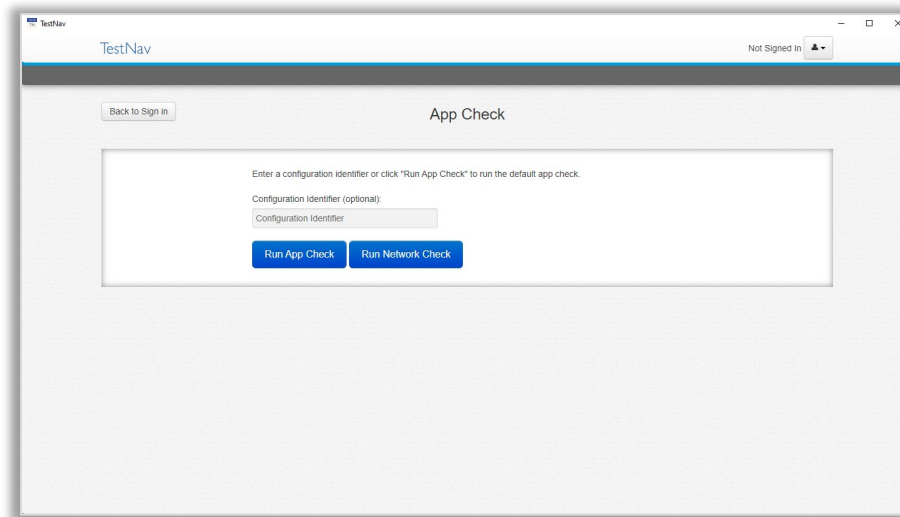 TestNav
TestNav
Not Signed In
Back to Sign in
App Check
Enter a configuration identifier or click "Run App Check" to run the default app check.
Configuration Identifier (optional):
Configuration Identifier
Run App Check Run Network Check